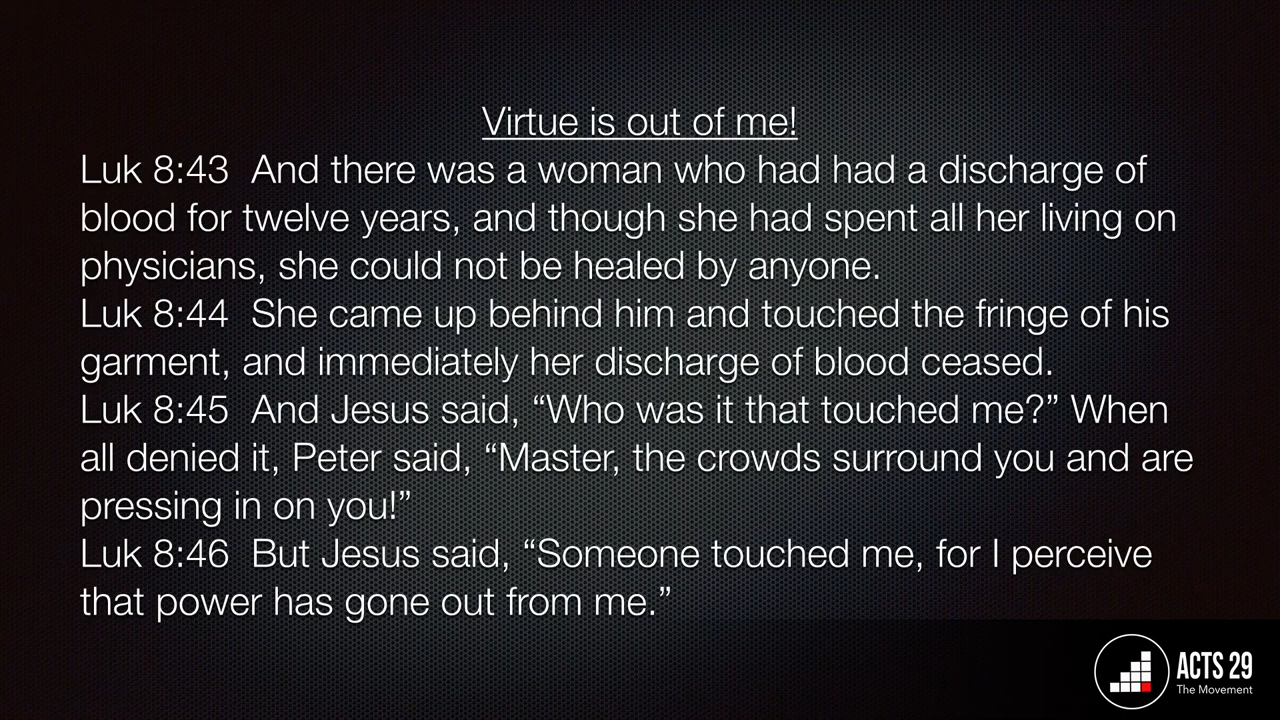 Virtue is out of me!
Luk 8:43  And there was a woman who had had a discharge of
blood for twelve years, and though she had spent all her living on
physicians, she could not be healed by anyone.
Luk 8:44  She came up behind him and touched the fringe of his
garment, and immediately her discharge of blood ceased.
Luk 8:45  And Jesus said, “Who was it that touched me?” When
all denied it, Peter said, “Master, the crowds surround you and are
pressing in on you!”
Luk 8:46  But Jesus said, “Someone touched me, for I perceive
that power has gone out from me.”
ACTS 29
The Movement